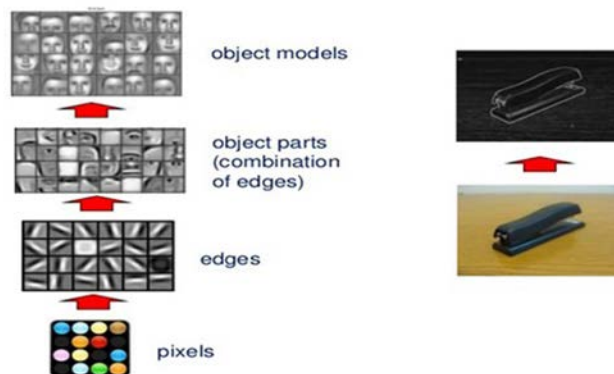 object models
object parts
(combination
of edges)
edges
pixels